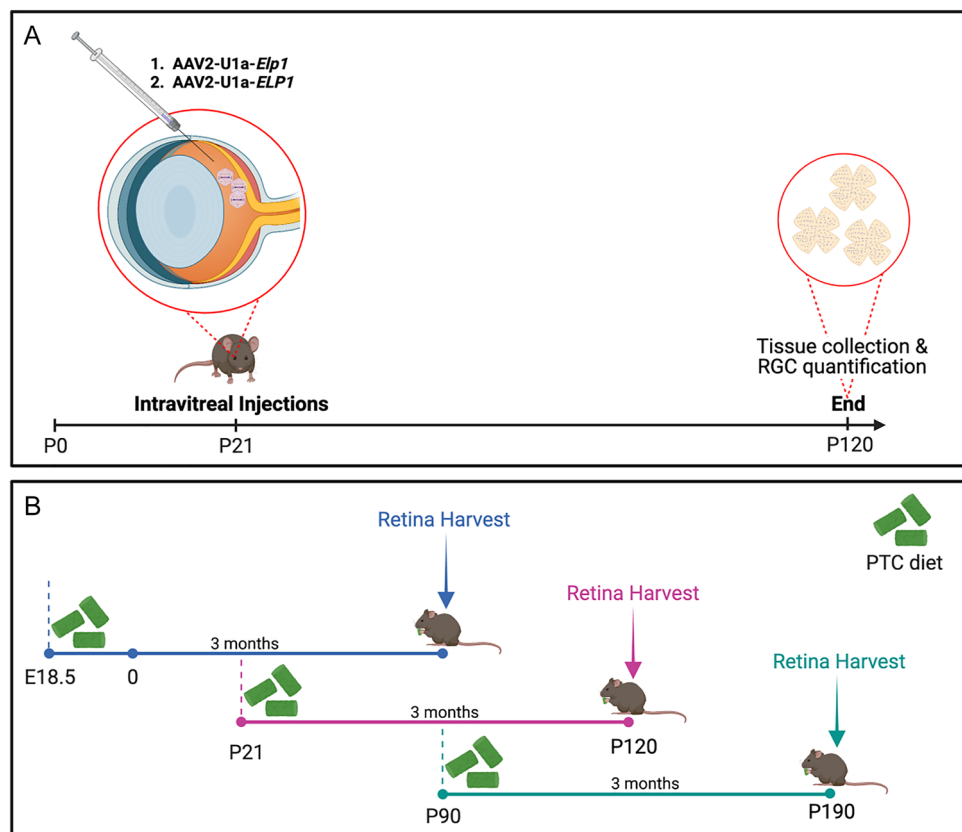 A
1. AAV2-U1a-Elp1
2. AAV2-U1a-ELP1
Tissue collection &
RGC quantification
Intravitreal Injections
End
P0
P21
P120
B
Retina Harvest
PTC diet
Retina Harvest
3 months
Retina Harvest
E18.5
0
3 months
P21
P120
3 months
P90
P190